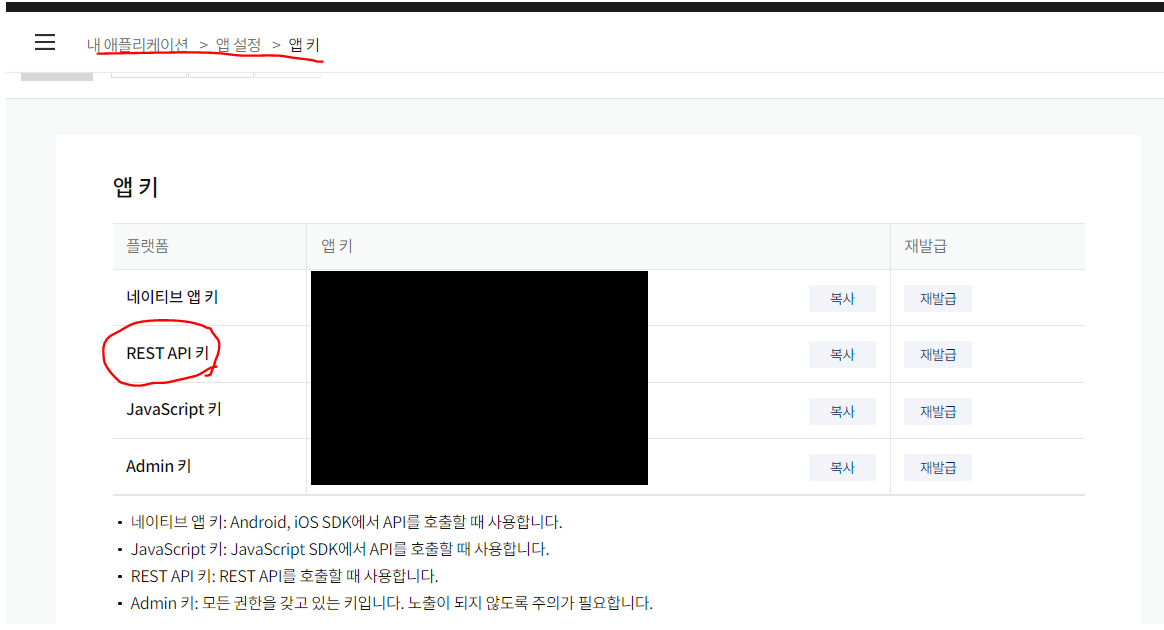 내 애플리케이션 > 앱 설정 > 앱 키
앱 키
플랫폼 앱 키 재발급
네이티브 앱 키 복사 재발급
REST API 키 복사 재발급
JavaScript 키 복사 재발급
Admin 키 복사 재발급
• 네이티브 앱 키: Android, iOS SDK에서 API를 호출할 때 사용합니다.
• JavaScript 키: JavaScript SDK에서 API를 호출할 때 사용합니다.
• REST API 키: REST API를 호출할 때 사용합니다.
• Admin 키: 모든 권한을 갖고 있는 키입니다. 노출이 되지 않도록 주의가 필요합니다.